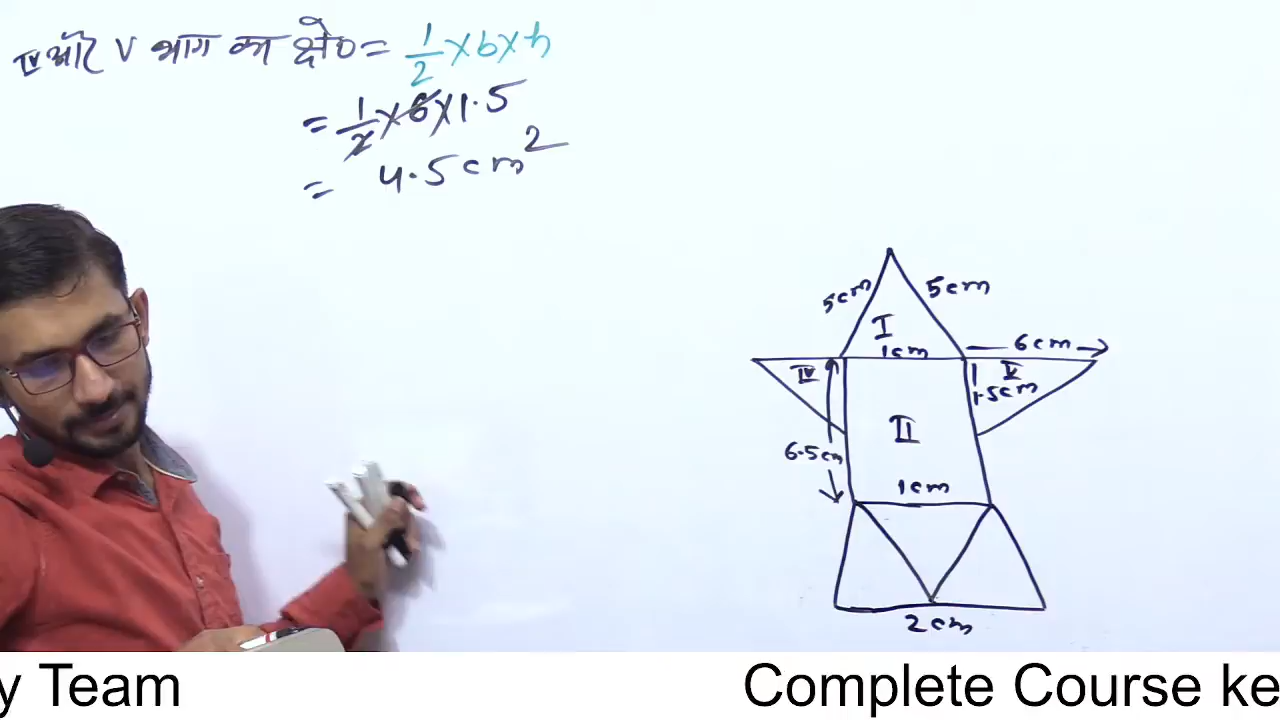 IV और V भाग का क्षे० = 1/2 × b × h
= 1/2 × 6 × 1.5
= 4.5 cm²
5cm
5cm
I
1cm
6cm
IV
V
1.5cm
II
6.5cm
1cm
2cm
y Team
Complete Course ke